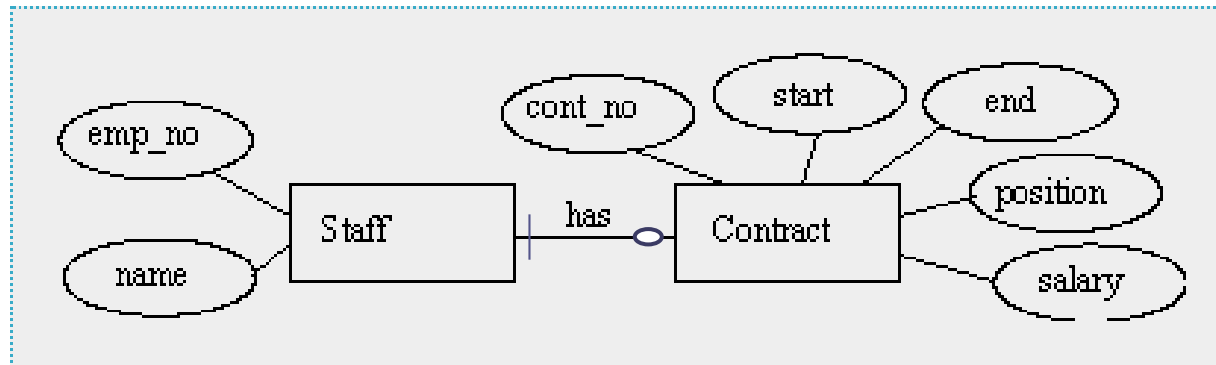 cont_no
start
end
emp_no
position
Staff
has
Contract
name
salary